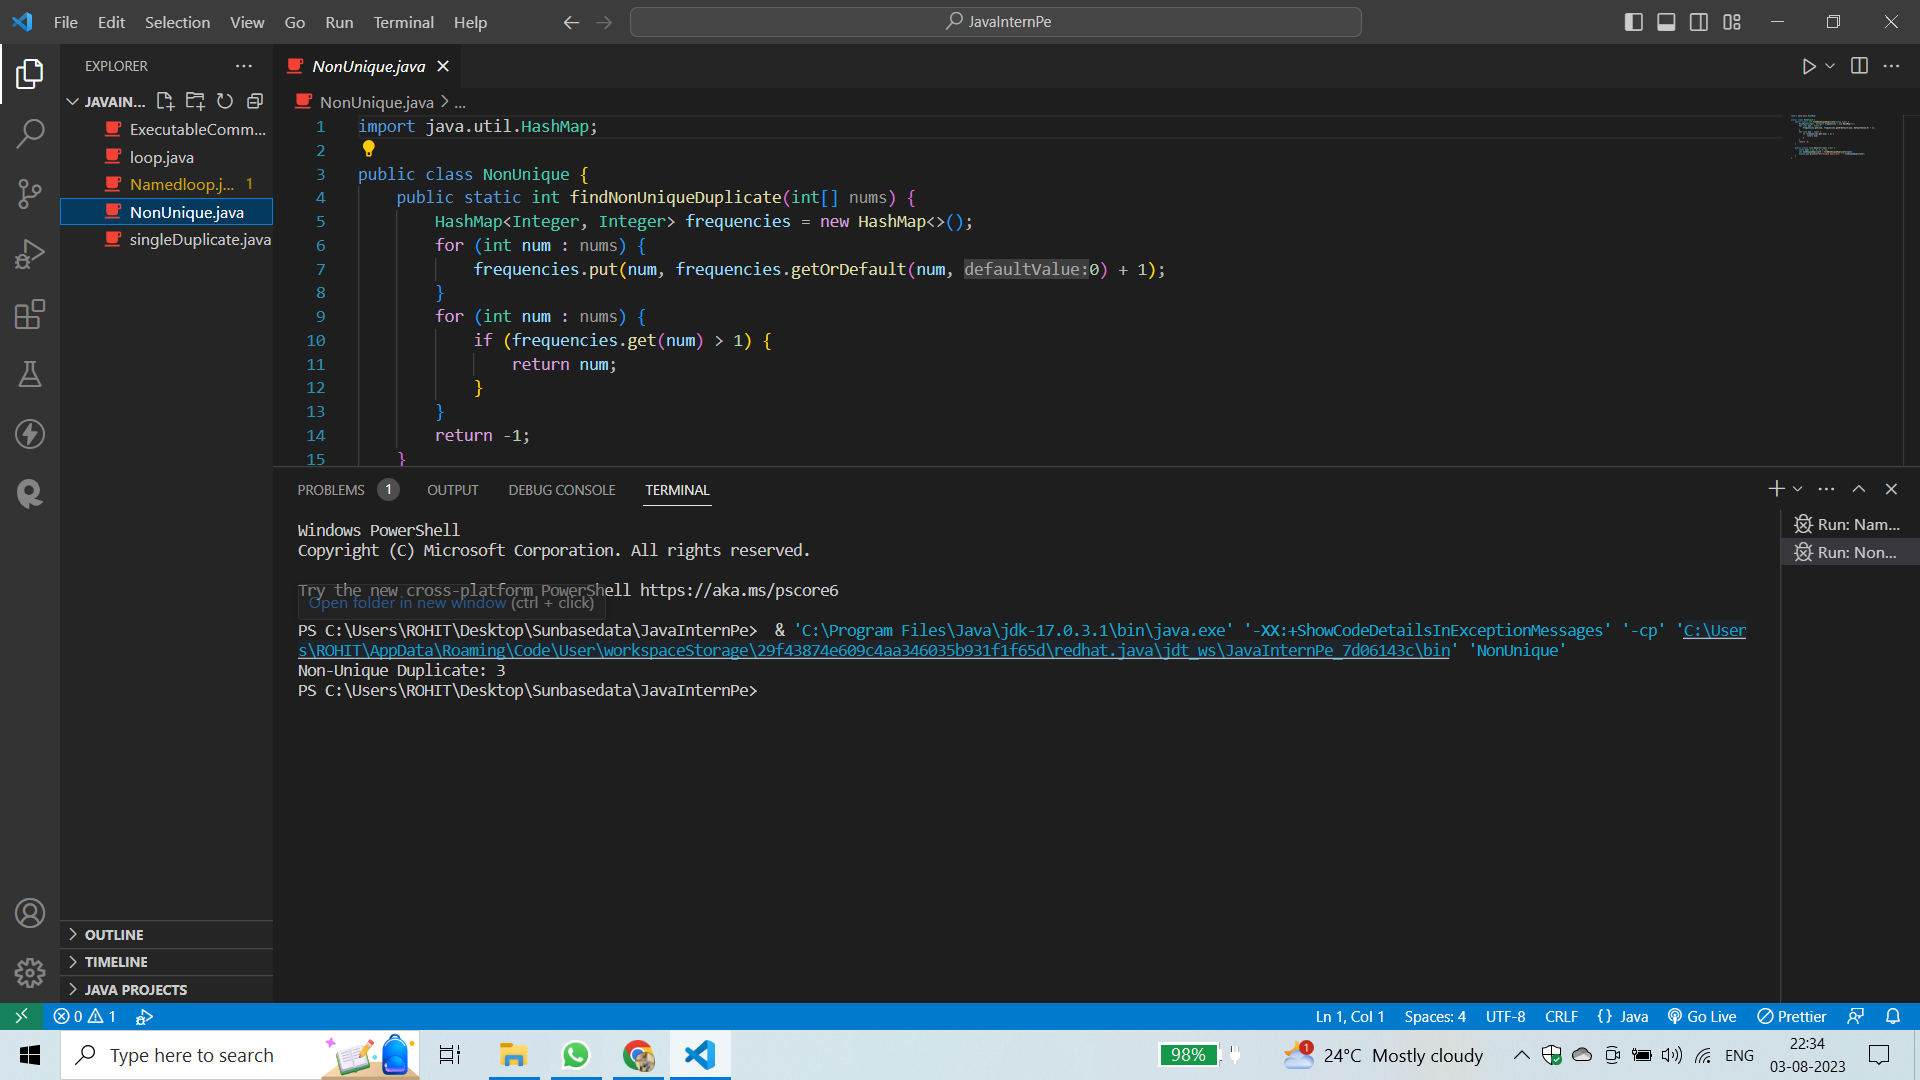 File Edit Selection View Go Run Terminal Help
JavaInternPe
EXPLORER
JAVAIN...
ExecutableComm...
loop.java
Namedloop.j... 1
NonUnique.java
singleDuplicate.java
OUTLINE
TIMELINE
JAVA PROJECTS
NonUnique.java
NonUnique.java > ...
1 import java.util.HashMap;
2
3 public class NonUnique {
4 public static int findNonUniqueDuplicate(int[] nums) {
5 HashMap<Integer, Integer> frequencies = new HashMap<>();
6 for (int num : nums) {
7 frequencies.put(num, frequencies.getOrDefault(num, defaultValue:0) + 1);
8 }
9 for (int num : nums) {
10 if (frequencies.get(num) > 1) {
11 return num;
12 }
13 }
14 return -1;
15 }
PROBLEMS 1 OUTPUT DEBUG CONSOLE TERMINAL
Run: Nam...
Run: Non...
Windows PowerShell
Copyright (C) Microsoft Corporation. All rights reserved.
Try the new cross-platform PowerShell https://aka.ms/pscore6
Open folder in new window (ctrl + click)
PS C:\Users\ROHIT\Desktop\Sunbasedata\JavaInternPe> & 'C:\Program Files\Java\jdk-17.0.3.1\bin\java.exe' '-XX:+ShowCodeDetailsInExceptionMessages' '-cp' 'C:\User
s\ROHIT\AppData\Roaming\Code\User\workspaceStorage\29f43874e609c4aa346035b931f1f65d\redhat.java\jdt_ws\JavaInternPe_7d06143c\bin' 'NonUnique'
Non-Unique Duplicate: 3
PS C:\Users\ROHIT\Desktop\Sunbasedata\JavaInternPe>
0 1
Ln 1, Col 1 Spaces: 4 UTF-8 CRLF {} Java Go Live Prettier
Type here to search
98%
1
24°C Mostly cloudy
ENG
22:34
03-08-2023